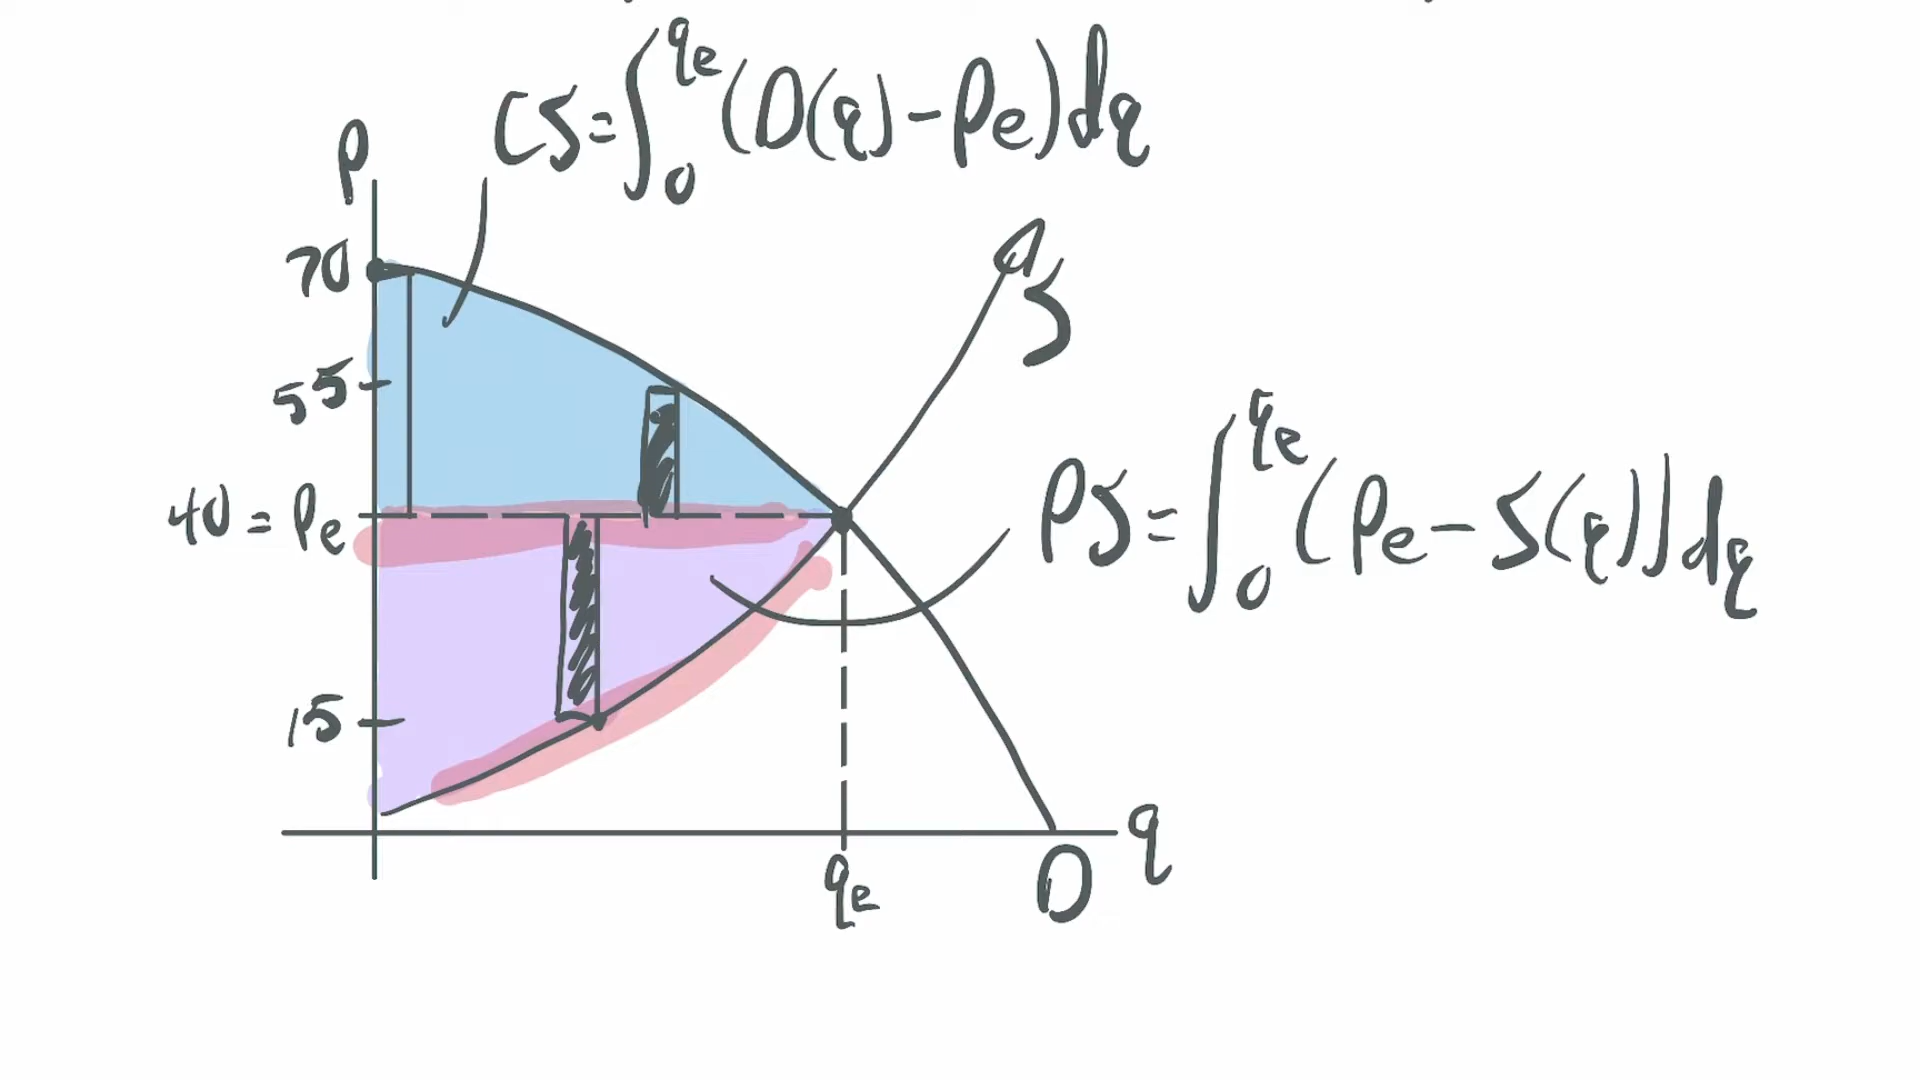 CS = ∫₀^qe (D(q) - Pe) dq
P
70
S
55
40 = Pe
PS = ∫₀^qe (Pe - S(q)) dq
15
q
qe
D